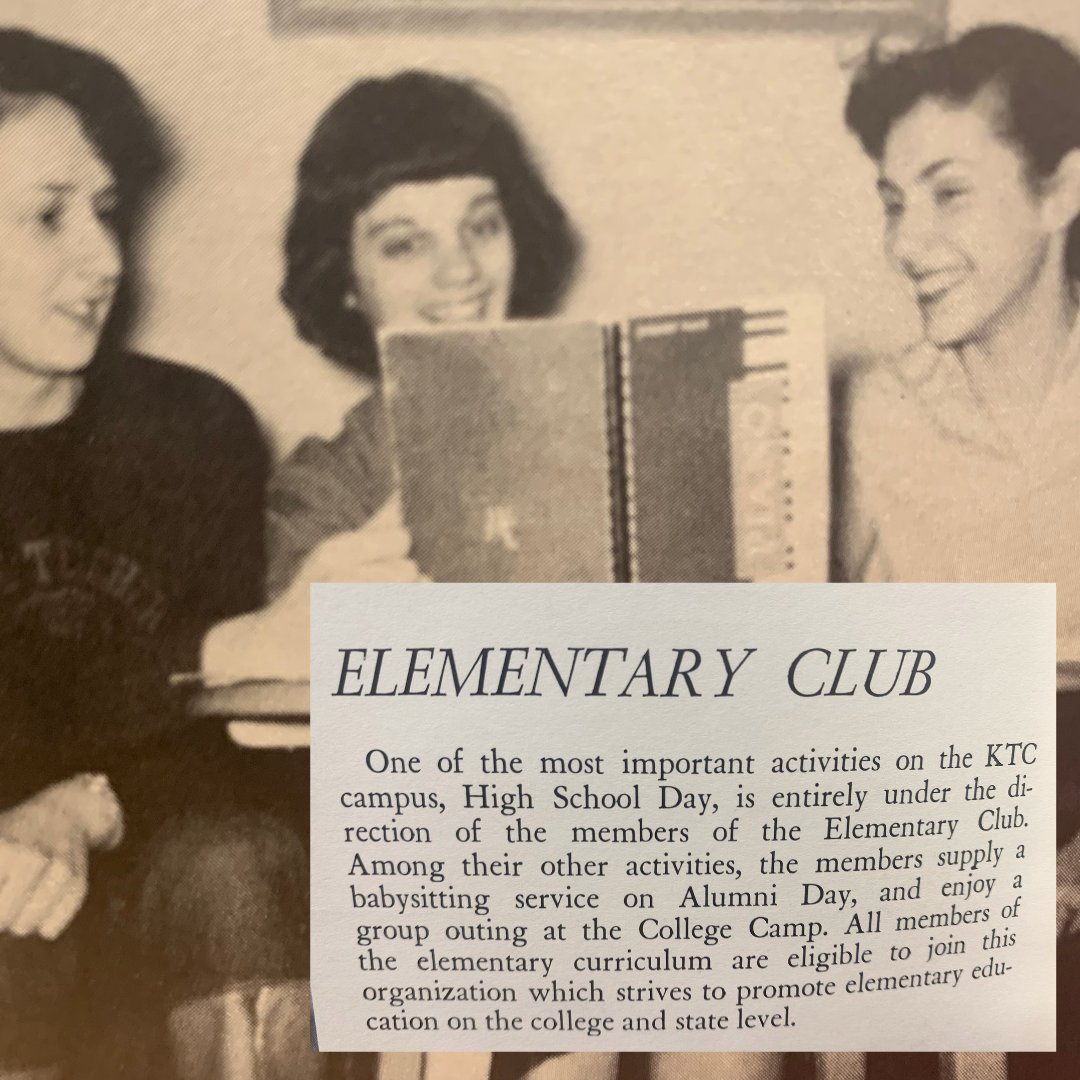 ELEMENTARY CLUB
One of the most important activities on the KTC
campus, High School Day, is entirely under the di-
rection of the members of the Elementary Club.
Among their other activities, the members supply a
babysitting service on Alumni Day, and enjoy a
group outing at the College Camp. All members of
the elementary curriculum are eligible to join this
organization which strives to promote elementary edu-
cation on the college and state level.